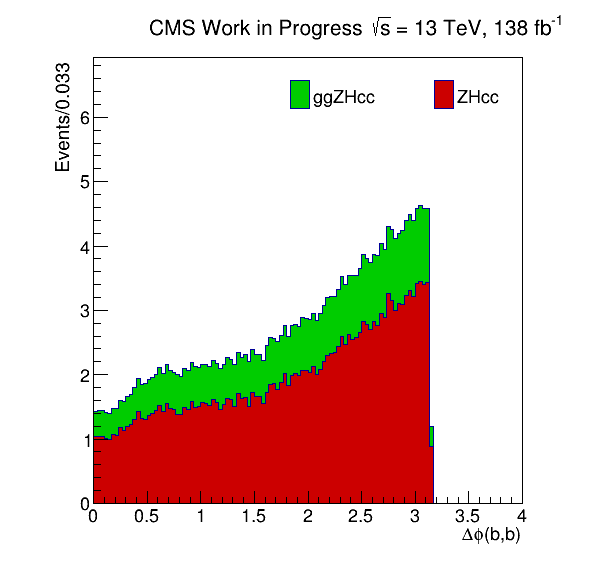 CMS Work in Progress √s = 13 TeV, 138 fb⁻¹
Events/0.033
ggZHcc ZHcc
6
5
4
3
2
1
0
0 0.5 1 1.5 2 2.5 3 3.5 4
Δϕ(b,b)